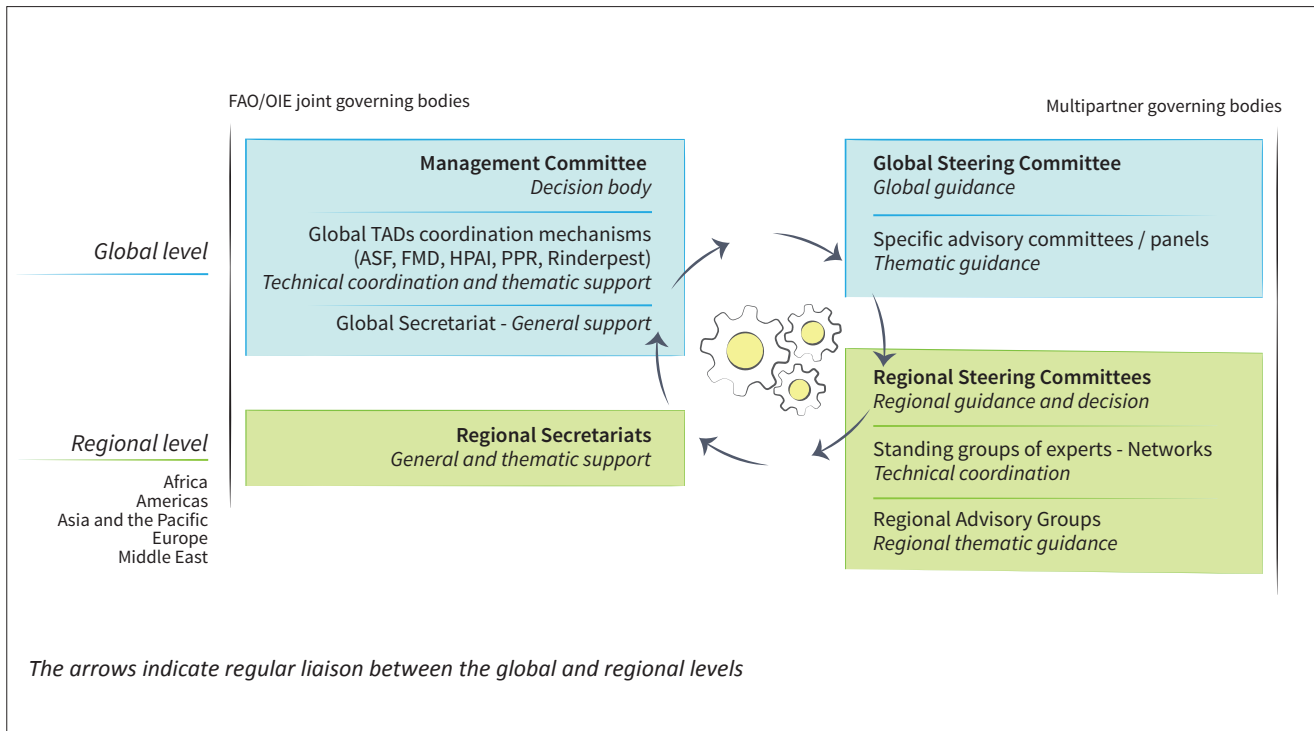 FAO/OIE joint governing bodies
Multipartner governing bodies
Global level
Management Committee
Decision body
Global TADs coordination mechanisms
(ASF, FMD, HPAI, PPR, Rinderpest)
Technical coordination and thematic support
Global Secretariat - General support
Global Steering Committee
Global guidance
Specific advisory committees / panels
Thematic guidance
Regional level
Africa
Americas
Asia and the Pacific
Europe
Middle East
Regional Secretariats
General and thematic support
Regional Steering Committees
Regional guidance and decision
Standing groups of experts - Networks
Technical coordination
Regional Advisory Groups
Regional thematic guidance
The arrows indicate regular liaison between the global and regional levels